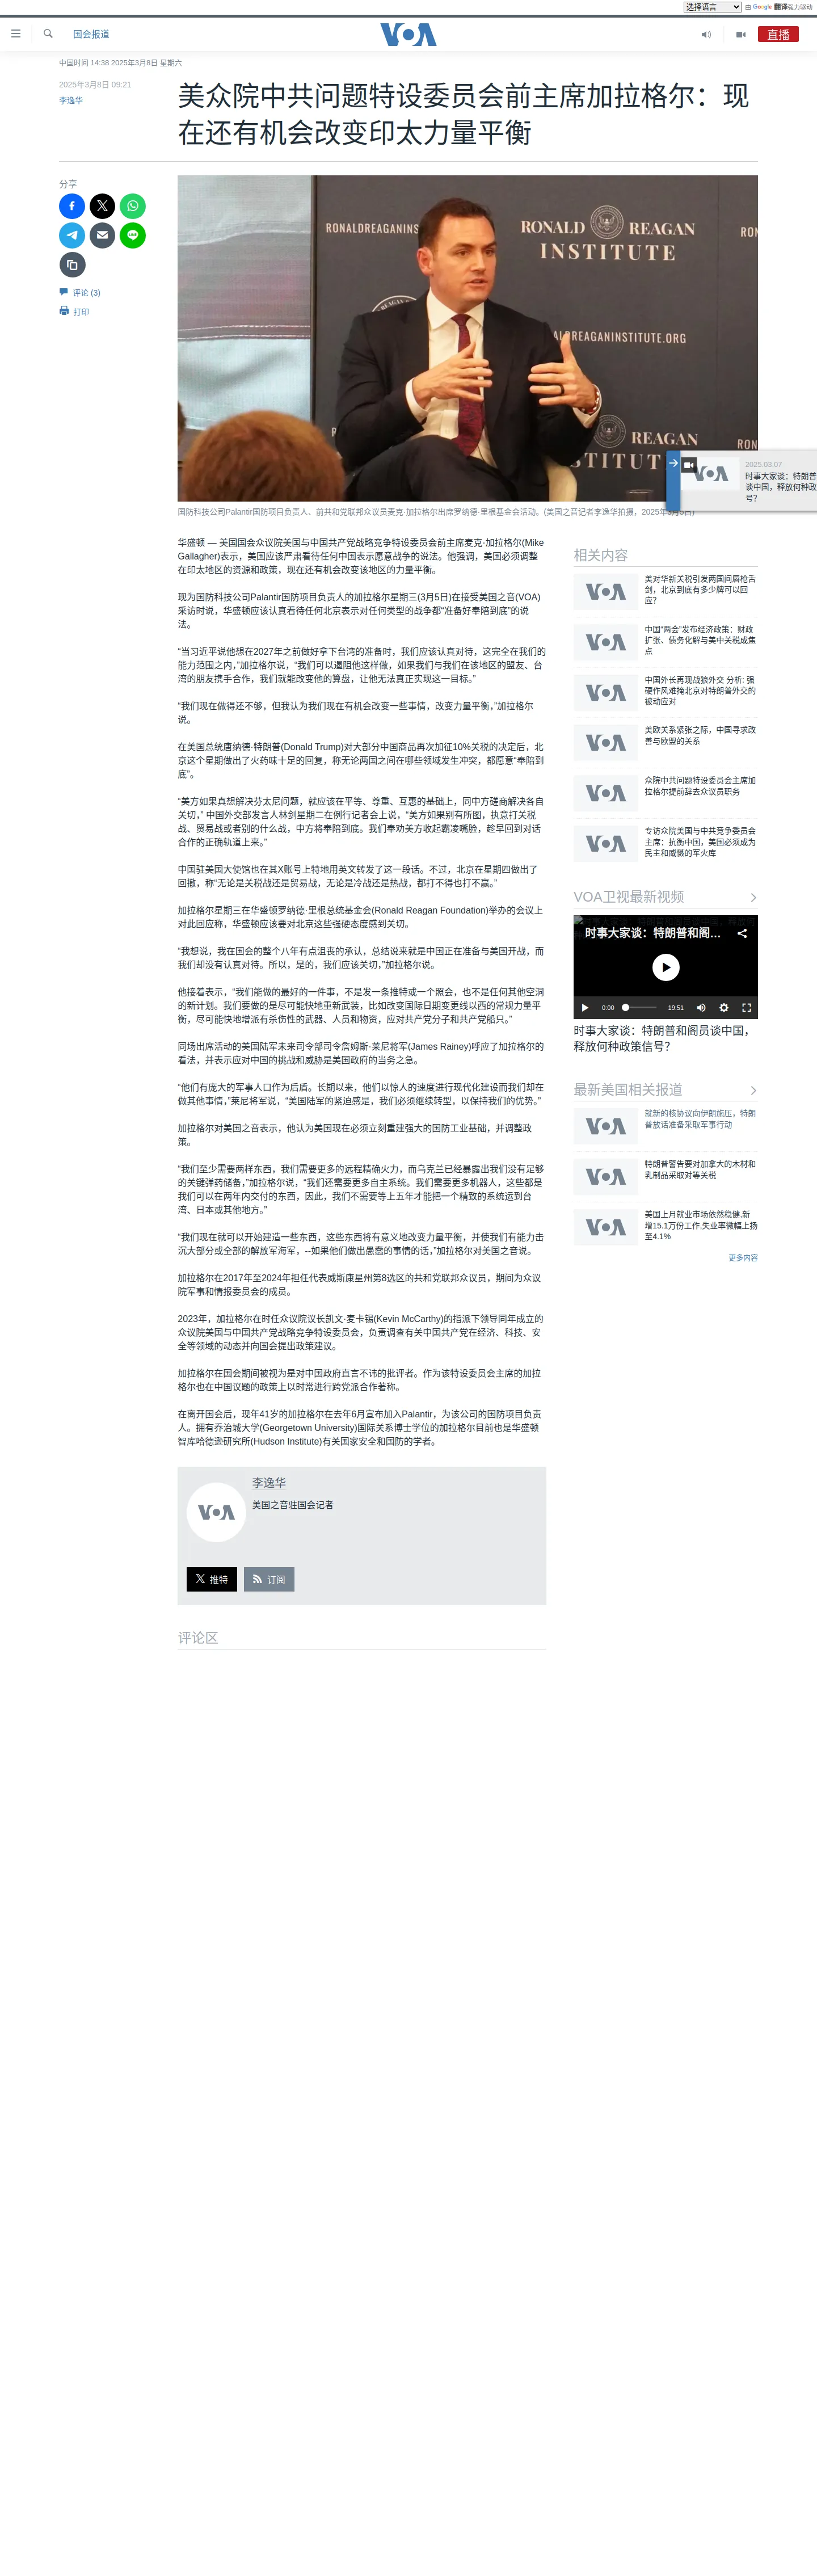 选择语言
由 Google 翻译强力驱动
国会报道
VOA
直播
中国时间 14:38 2025年3月8日 星期六
2025年3月8日 09:21
李逸华
美众院中共问题特设委员会前主席加拉格尔：现
在还有机会改变印太力量平衡
分享
评论 (3)
打印
RONALDREAGANINSTITUTE
RONALD REAGAN
INSTITUTE
ALDREAGANINSTITUTE.ORG
2025.03.07
时事大家谈：特朗普
谈中国，释放何种政
号？
国防科技公司Palantir国防项目负责人、前共和党联邦众议员麦克·加拉格尔出席罗纳德·里根基金会活动。(美国之音记者李逸华拍摄，2025年3月5日)
华盛顿 — 美国国会众议院美国与中国共产党战略竞争特设委员会前主席麦克·加拉格尔(Mike
Gallagher)表示，美国应该严肃看待任何中国表示愿意战争的说法。他强调，美国必须调整
在印太地区的资源和政策，现在还有机会改变该地区的力量平衡。
现为国防科技公司Palantir国防项目负责人的加拉格尔星期三(3月5日)在接受美国之音(VOA)
采访时说，华盛顿应该认真看待任何北京表示对任何类型的战争都“准备好奉陪到底”的说
法。
“当习近平说他想在2027年之前做好拿下台湾的准备时，我们应该认真对待，这完全在我们的
能力范围之内，”加拉格尔说，“我们可以遏阻他这样做，如果我们与我们在该地区的盟友、台
湾的朋友携手合作，我们就能改变他的算盘，让他无法真正实现这一目标。”
“我们现在做得还不够，但我认为我们现在有机会改变一些事情，改变力量平衡，”加拉格尔
说。
在美国总统唐纳德·特朗普(Donald Trump)对大部分中国商品再次加征10%关税的决定后，北
京这个星期做出了火药味十足的回复，称无论两国之间在哪些领域发生冲突，都愿意“奉陪到
底”。
“美方如果真想解决芬太尼问题，就应该在平等、尊重、互惠的基础上，同中方磋商解决各自
关切，” 中国外交部发言人林剑星期二在例行记者会上说，“美方如果别有所图，执意打关税
战、贸易战或者别的什么战，中方将奉陪到底。我们奉劝美方收起霸凌嘴脸，趁早回到对话
合作的正确轨道上来。”
中国驻美国大使馆也在其X账号上特地用英文转发了这一段话。不过，北京在星期四做出了
回撤，称“无论是关税战还是贸易战，无论是冷战还是热战，都打不得也打不赢。”
加拉格尔星期三在华盛顿罗纳德·里根总统基金会(Ronald Reagan Foundation)举办的会议上
对此回应称，华盛顿应该要对北京这些强硬态度感到关切。
“我想说，我在国会的整个八年有点沮丧的承认，总结说来就是中国正在准备与美国开战，而
我们却没有认真对待。所以，是的，我们应该关切，”加拉格尔说。
他接着表示，“我们能做的最好的一件事，不是发一条推特或一个照会，也不是任何其他空洞
的新计划。我们要做的是尽可能快地重新武装，比如改变国际日期变更线以西的常规力量平
衡，尽可能快地增派有杀伤性的武器、人员和物资，应对共产党分子和共产党船只。”
同场出席活动的美国陆军未来司令部司令詹姆斯·莱尼将军(James Rainey)呼应了加拉格尔的
看法，并表示应对中国的挑战和威胁是美国政府的当务之急。
“他们有庞大的军事人口作为后盾。长期以来，他们以惊人的速度进行现代化建设而我们却在
做其他事情，”莱尼将军说，“美国陆军的紧迫感是，我们必须继续转型，以保持我们的优势。”
加拉格尔对美国之音表示，他认为美国现在必须立刻重建强大的国防工业基础，并调整政
策。
“我们至少需要两样东西，我们需要更多的远程精确火力，而乌克兰已经暴露出我们没有足够
的关键弹药储备，”加拉格尔说，“我们还需要更多自主系统。我们需要更多机器人，这些都是
我们可以在两年内交付的东西，因此，我们不需要等上五年才能把一个精致的系统运到台
湾、日本或其他地方。”
“我们现在就可以开始建造一些东西，这些东西将有意义地改变力量平衡，并使我们有能力击
沉大部分或全部的解放军海军，--如果他们做出愚蠢的事情的话，”加拉格尔对美国之音说。
加拉格尔在2017年至2024年担任代表威斯康星州第8选区的共和党联邦众议员，期间为众议
院军事和情报委员会的成员。
2023年，加拉格尔在时任众议院议长凯文·麦卡锡(Kevin McCarthy)的指派下领导同年成立的
众议院美国与中国共产党战略竞争特设委员会，负责调查有关中国共产党在经济、科技、安
全等领域的动态并向国会提出政策建议。
加拉格尔在国会期间被视为是对中国政府直言不讳的批评者。作为该特设委员会主席的加拉
格尔也在中国议题的政策上以时常进行跨党派合作著称。
在离开国会后，现年41岁的加拉格尔在去年6月宣布加入Palantir，为该公司的国防项目负责
人。拥有乔治城大学(Georgetown University)国际关系博士学位的加拉格尔目前也是华盛顿
智库哈德逊研究所(Hudson Institute)有关国家安全和国防的学者。
李逸华
美国之音驻国会记者
推特
订阅
评论区
相关内容
美对华新关税引发两国间唇枪舌
剑，北京到底有多少牌可以回
应？
中国“两会”发布经济政策：财政
扩张、债务化解与美中关税成焦
点
中国外长再现战狼外交 分析: 强
硬作风难掩北京对特朗普外交的
被动应对
美欧关系紧张之际，中国寻求改
善与欧盟的关系
众院中共问题特设委员会主席加
拉格尔提前辞去众议员职务
专访众院美国与中共竞争委员会
主席：抗衡中国，美国必须成为
民主和威慑的军火库
VOA卫视最新视频
时事大家谈：特朗普和阁…
0:00
19:51
时事大家谈：特朗普和阁员谈中国，
释放何种政策信号？
最新美国相关报道
就新的核协议向伊朗施压，特朗
普放话准备采取军事行动
特朗普警告要对加拿大的木材和
乳制品采取对等关税
美国上月就业市场依然稳健,新
增15.1万份工作,失业率微幅上扬
至4.1%
更多内容